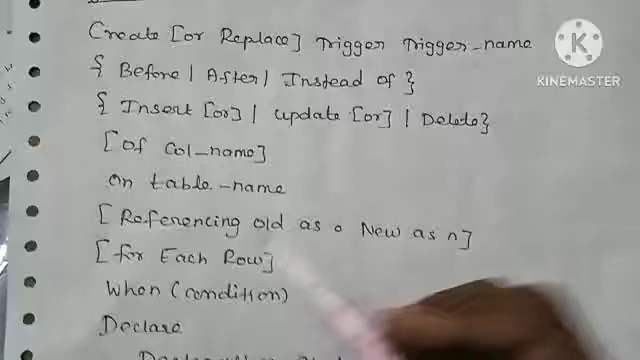 Create [or Replace] Trigger Trigger_name
{ Before | After | Instead of }
{ Insert [or] | update [or] | Delete}
[of Col_name]
on table_name
[Referencing old as o New as n]
[for Each Row]
When (condition)
Declare
K
KINEMASTER